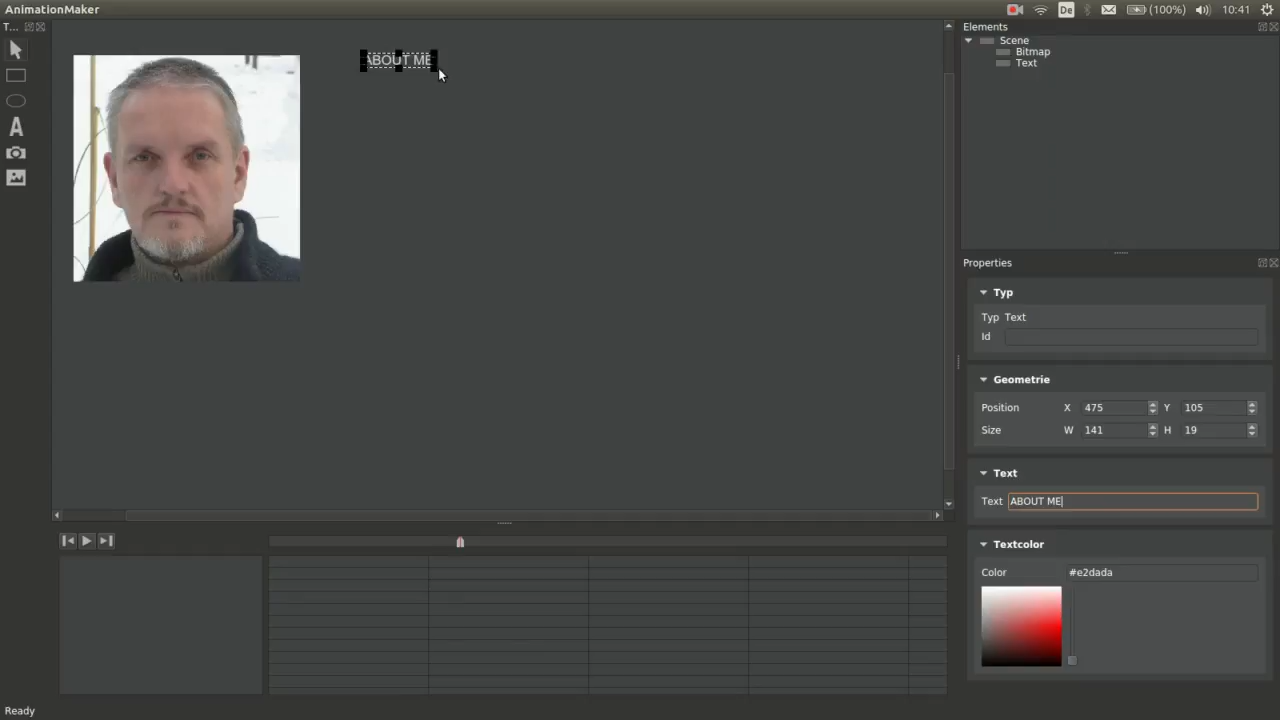 AnimationMaker
De
(100%)
10:41
T...
ABOUT ME
Elements
Scene
Bitmap
Text
Properties
Typ
Typ Text
Id
Geometrie
Position X 475 Y 105
Size W 141 H 19
Text
Text ABOUT ME
Textcolor
Color #e2dada
Ready